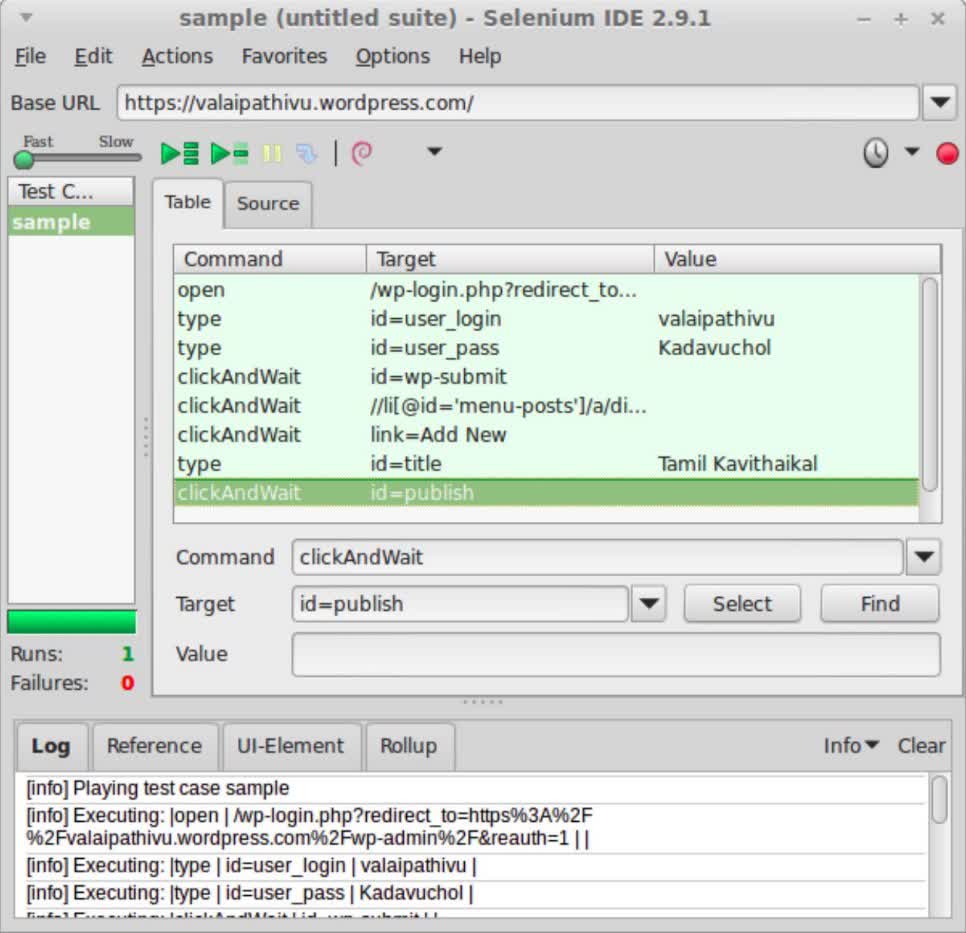 sample (untitled suite) - Selenium IDE 2.9.1
File Edit Actions Favorites Options Help
Base URL https://valaipathivu.wordpress.com/
Fast Slow
Test C...
sample
Table Source
Command Target Value
open /wp-login.php?redirect_to...
type id=user_login valaipathivu
type id=user_pass Kadavuchol
clickAndWait id=wp-submit
clickAndWait //li[@id='menu-posts']/a/di...
clickAndWait link=Add New
type id=title Tamil Kavithaikal
clickAndWait id=publish
Command clickAndWait
Target id=publish Select Find
Value
Runs: 1
Failures: 0
Log Reference UI-Element Rollup Info Clear
[info] Playing test case sample
[info] Executing: |open | /wp-login.php?redirect_to=https%3A%2F
%2Fvalaipathivu.wordpress.com%2Fwp-admin%2F&reauth=1 | |
[info] Executing: |type | id=user_login | valaipathivu |
[info] Executing: |type | id=user_pass | Kadavuchol |
[info] Executing: |clickAndWait | id=wp-submit | |